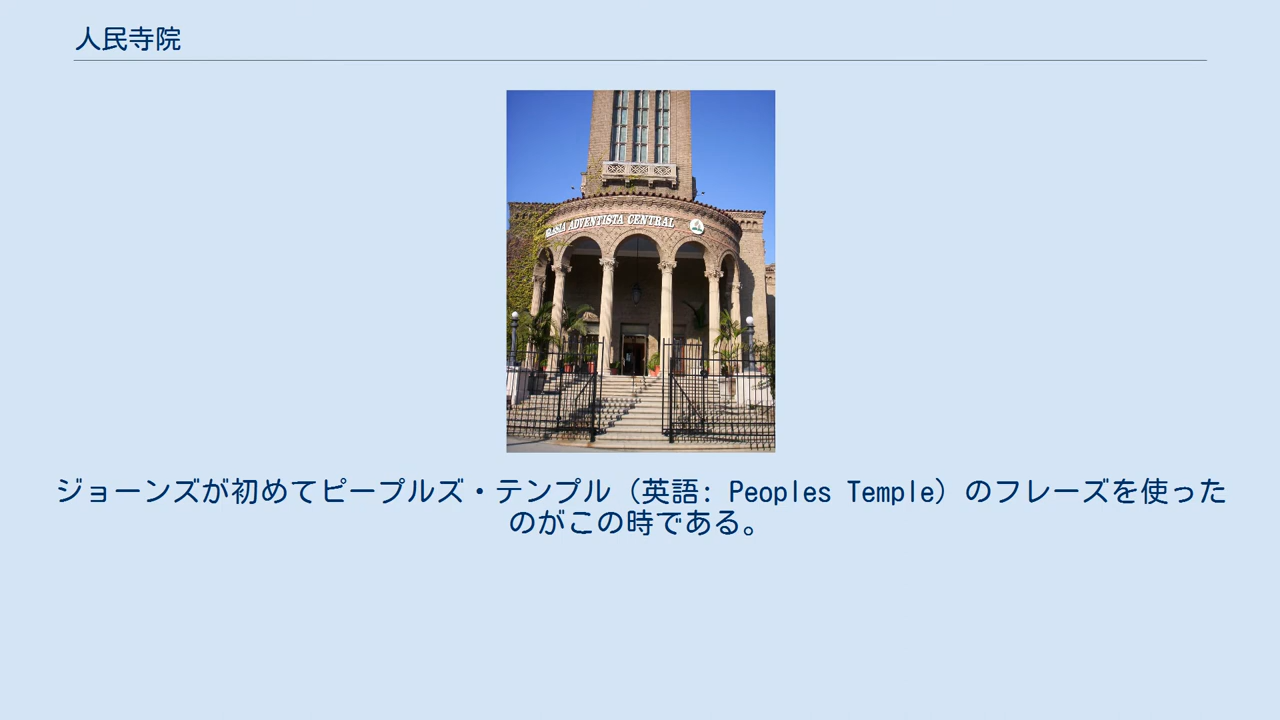 人民寺院
ADVENTISTA CENTRAL
ジョーンズが初めてピープルズ・テンプル（英語: Peoples Temple）のフレーズを使った
のがこの時である。